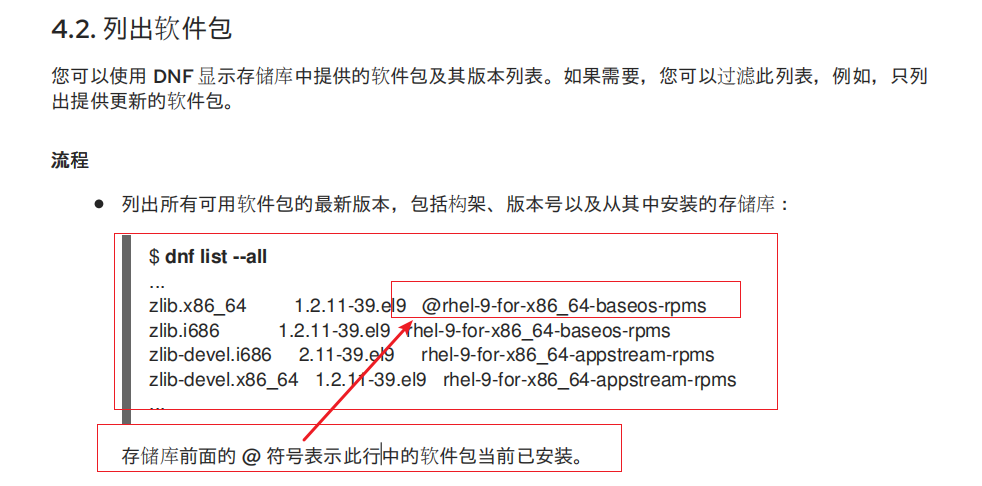 4.2. 列出软件包
您可以使用 DNF 显示存储库中提供的软件包及其版本列表。如果需要，您可以过滤此列表，例如，只列
出提供更新的软件包。
流程
● 列出所有可用软件包的最新版本，包括构架、版本号以及从其中安装的存储库：
$ dnf list --all
...
zlib.x86_64 1.2.11-39.el9 @rhel-9-for-x86_64-baseos-rpms
zlib.i686 1.2.11-39.el9 rhel-9-for-x86_64-baseos-rpms
zlib-devel.i686 2.11-39.el9 rhel-9-for-x86_64-appstream-rpms
zlib-devel.x86_64 1.2.11-39.el9 rhel-9-for-x86_64-appstream-rpms
...
存储库前面的 @ 符号表示此行中的软件包当前已安装。